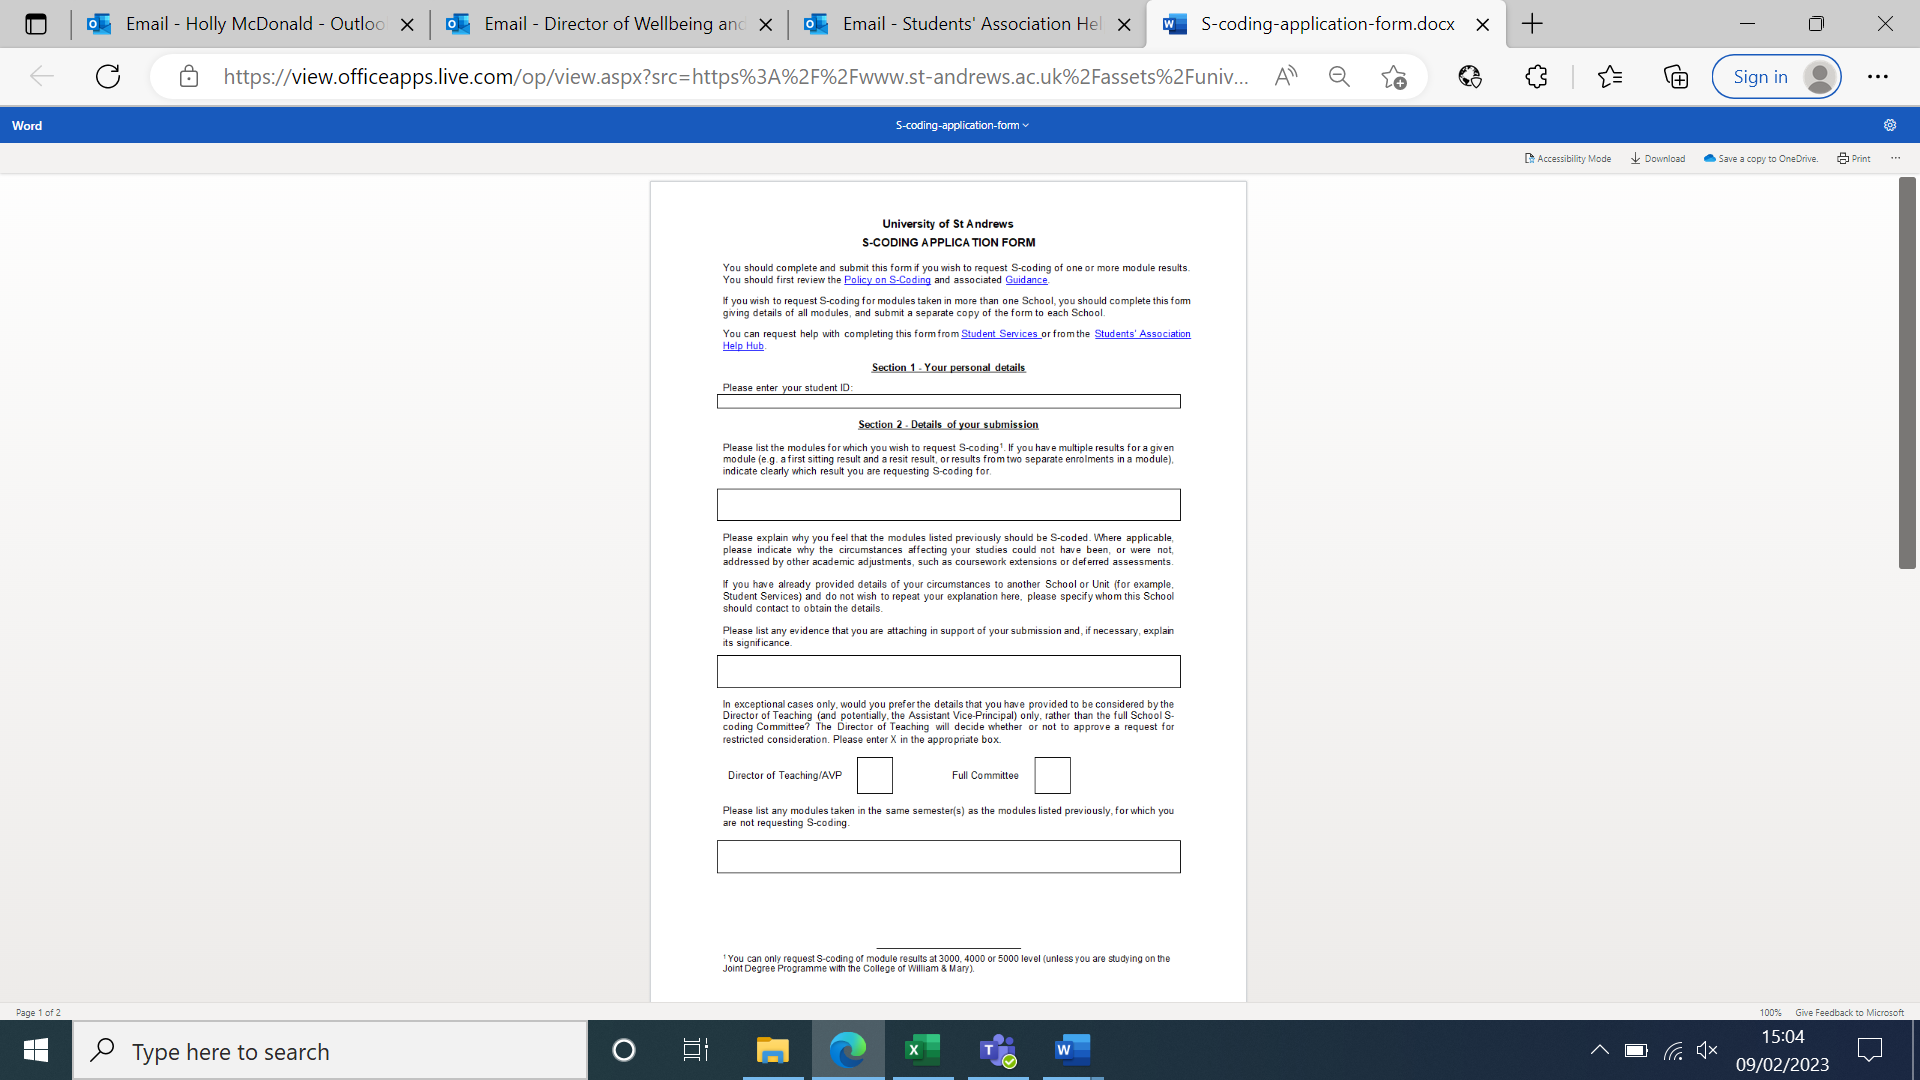 Email - Holly McDonald - Outloo
Email - Director of Wellbeing and
Email - Students' Association Hel
S-coding-application-form.docx
https://view.officeapps.live.com/op/view.aspx?src=https%3A%2F%2Fwww.st-andrews.ac.uk%2Fassets%2Funiv...
Sign in
Word
S-coding-application-form
Accessibility Mode
Download
Save a copy to OneDrive.
Print
University of St Andrews
S-CODING APPLICATION FORM
You should complete and submit this form if you wish to request S-coding of one or more module results.
You should first review the Policy on S-Coding and associated Guidance.
If you wish to request S-coding for modules taken in more than one School, you should complete this form
giving details of all modules, and submit a separate copy of the form to each School.
You can request help with completing this form from Student Services or from the Students' Association
Help Hub.
Section 1 - Your personal details
Please enter your student ID:
Section 2 - Details of your submission
Please list the modules for which you wish to request S-coding¹. If you have multiple results for a given
module (e.g. a first sitting result and a resit result, or results from two separate enrolments in a module),
indicate clearly which result you are requesting S-coding for.
Please explain why you feel that the modules listed previously should be S-coded. Where applicable,
please indicate why the circumstances affecting your studies could not have been, or were not,
addressed by other academic adjustments, such as coursework extensions or deferred assessments.
If you have already provided details of your circumstances to another School or Unit (for example,
Student Services) and do not wish to repeat your explanation here, please specify whom this School
should contact to obtain the details.
Please list any evidence that you are attaching in support of your submission and, if necessary, explain
its significance.
In exceptional cases only, would you prefer the details that you have provided to be considered by the
Director of Teaching (and potentially, the Assistant Vice-Principal) only, rather than the full School S-
coding Committee? The Director of Teaching will decide whether or not to approve a request for
restricted consideration. Please enter X in the appropriate box.
Director of Teaching/AVP
Full Committee
Please list any modules taken in the same semester(s) as the modules listed previously, for which you
are not requesting S-coding.
¹ You can only request S-coding of module results at 3000, 4000 or 5000 level (unless you are studying on the
Joint Degree Programme with the College of William & Mary).
Page 1 of 2
100%
Give Feedback to Microsoft
Type here to search
15:04
09/02/2023